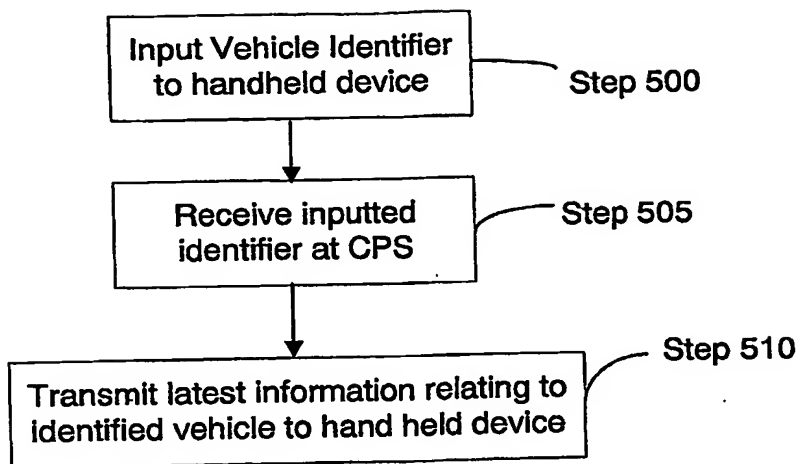 Input Vehicle Identifier
to handheld device
Step 500
Receive inputted
identifier at CPS
Step 505
Step 510
Transmit latest information relating to
identified vehicle to hand held device